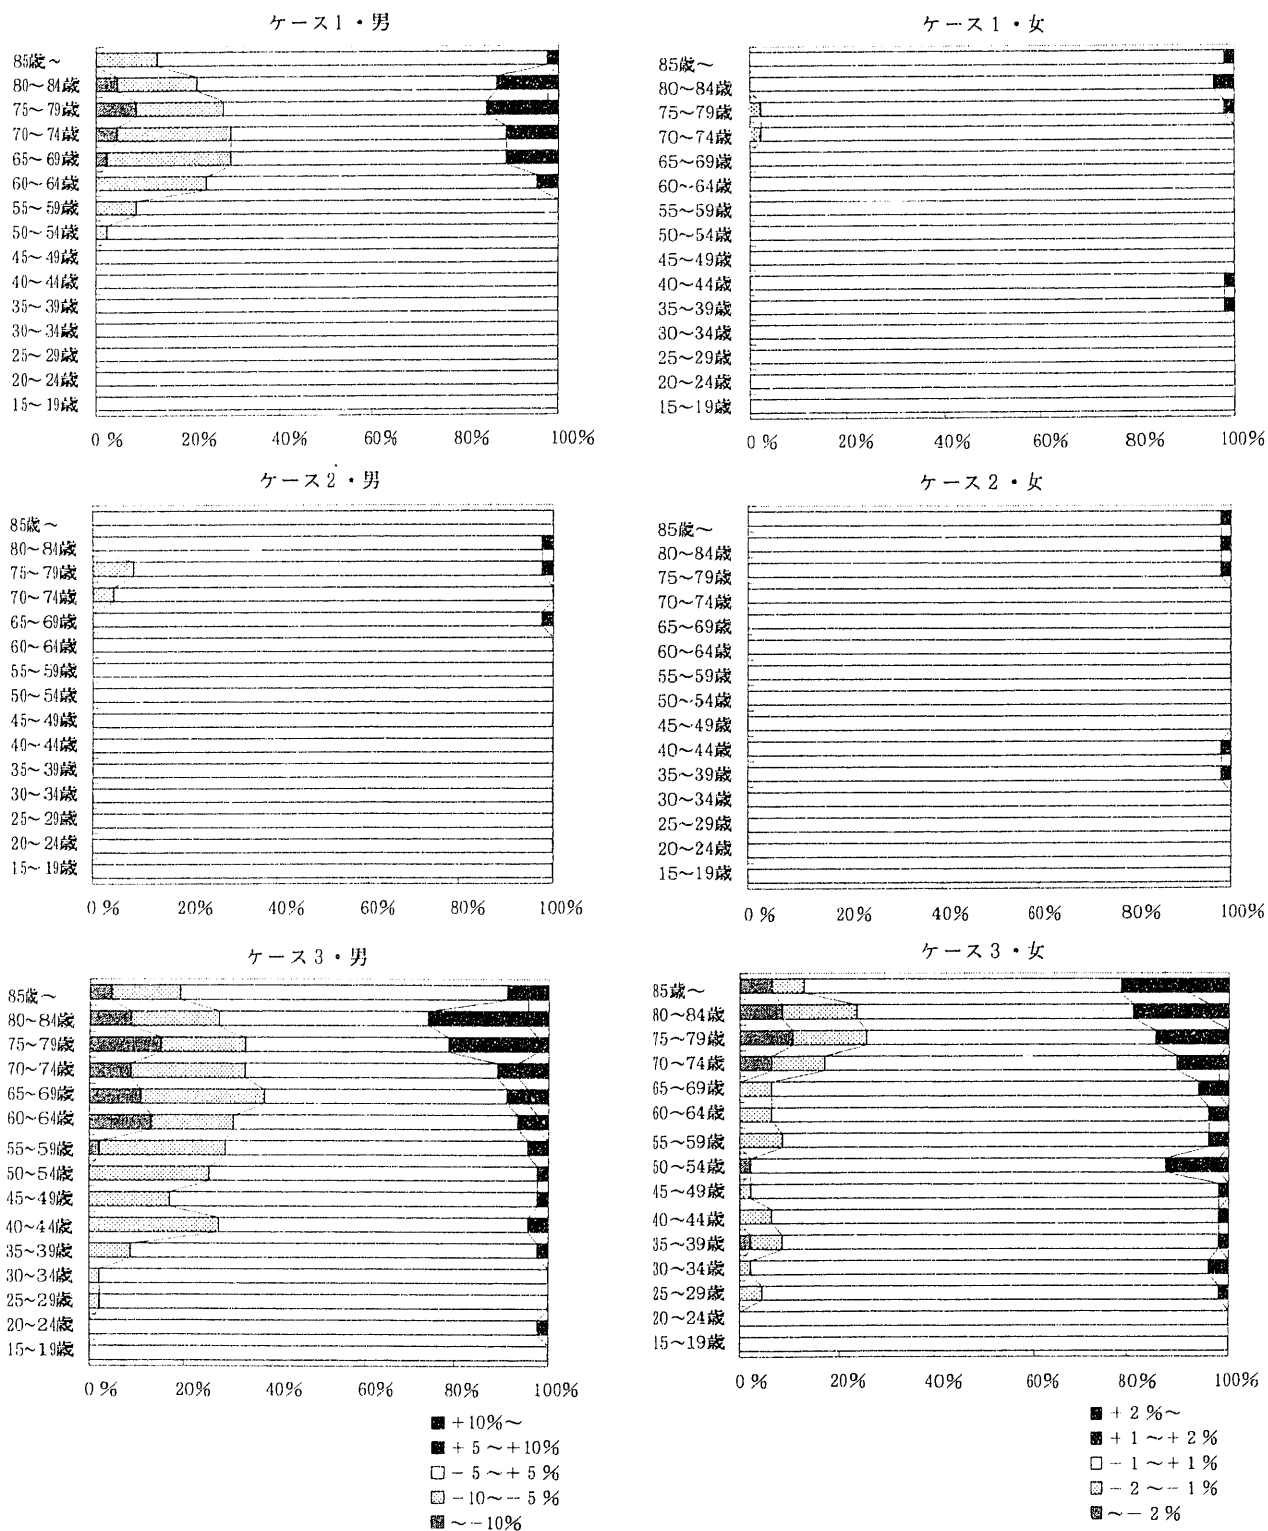 ケース1・男
85歳～
80～84歳
75～79歳
70～74歳
65～69歳
60～64歳
55～59歳
50～54歳
45～49歳
40～44歳
35～39歳
30～34歳
25～29歳
20～24歳
15～19歳
0% 20% 40% 60% 80% 100%
ケース1・女
85歳～
80～84歳
75～79歳
70～74歳
65～69歳
60～64歳
55～59歳
50～54歳
45～49歳
40～44歳
35～39歳
30～34歳
25～29歳
20～24歳
15～19歳
0% 20% 40% 60% 80% 100%
ケース2・男
85歳～
80～84歳
75～79歳
70～74歳
65～69歳
60～64歳
55～59歳
50～54歳
45～49歳
40～44歳
35～39歳
30～34歳
25～29歳
20～24歳
15～19歳
0% 20% 40% 60% 80% 100%
ケース2・女
85歳～
80～84歳
75～79歳
70～74歳
65～69歳
60～64歳
55～59歳
50～54歳
45～49歳
40～44歳
35～39歳
30～34歳
25～29歳
20～24歳
15～19歳
0% 20% 40% 60% 80% 100%
ケース3・男
85歳～
80～84歳
75～79歳
70～74歳
65～69歳
60～64歳
55～59歳
50～54歳
45～49歳
40～44歳
35～39歳
30～34歳
25～29歳
20～24歳
15～19歳
0% 20% 40% 60% 80% 100%
+10%～
+5～+10%
-5～+5%
-10～-5%
～-10%
ケース3・女
85歳～
80～84歳
75～79歳
70～74歳
65～69歳
60～64歳
55～59歳
50～54歳
45～49歳
40～44歳
35～39歳
30～34歳
25～29歳
20～24歳
15～19歳
0% 20% 40% 60% 80% 100%
+2%～
+1～+2%
-1～+1%
-2～-1%
～-2%